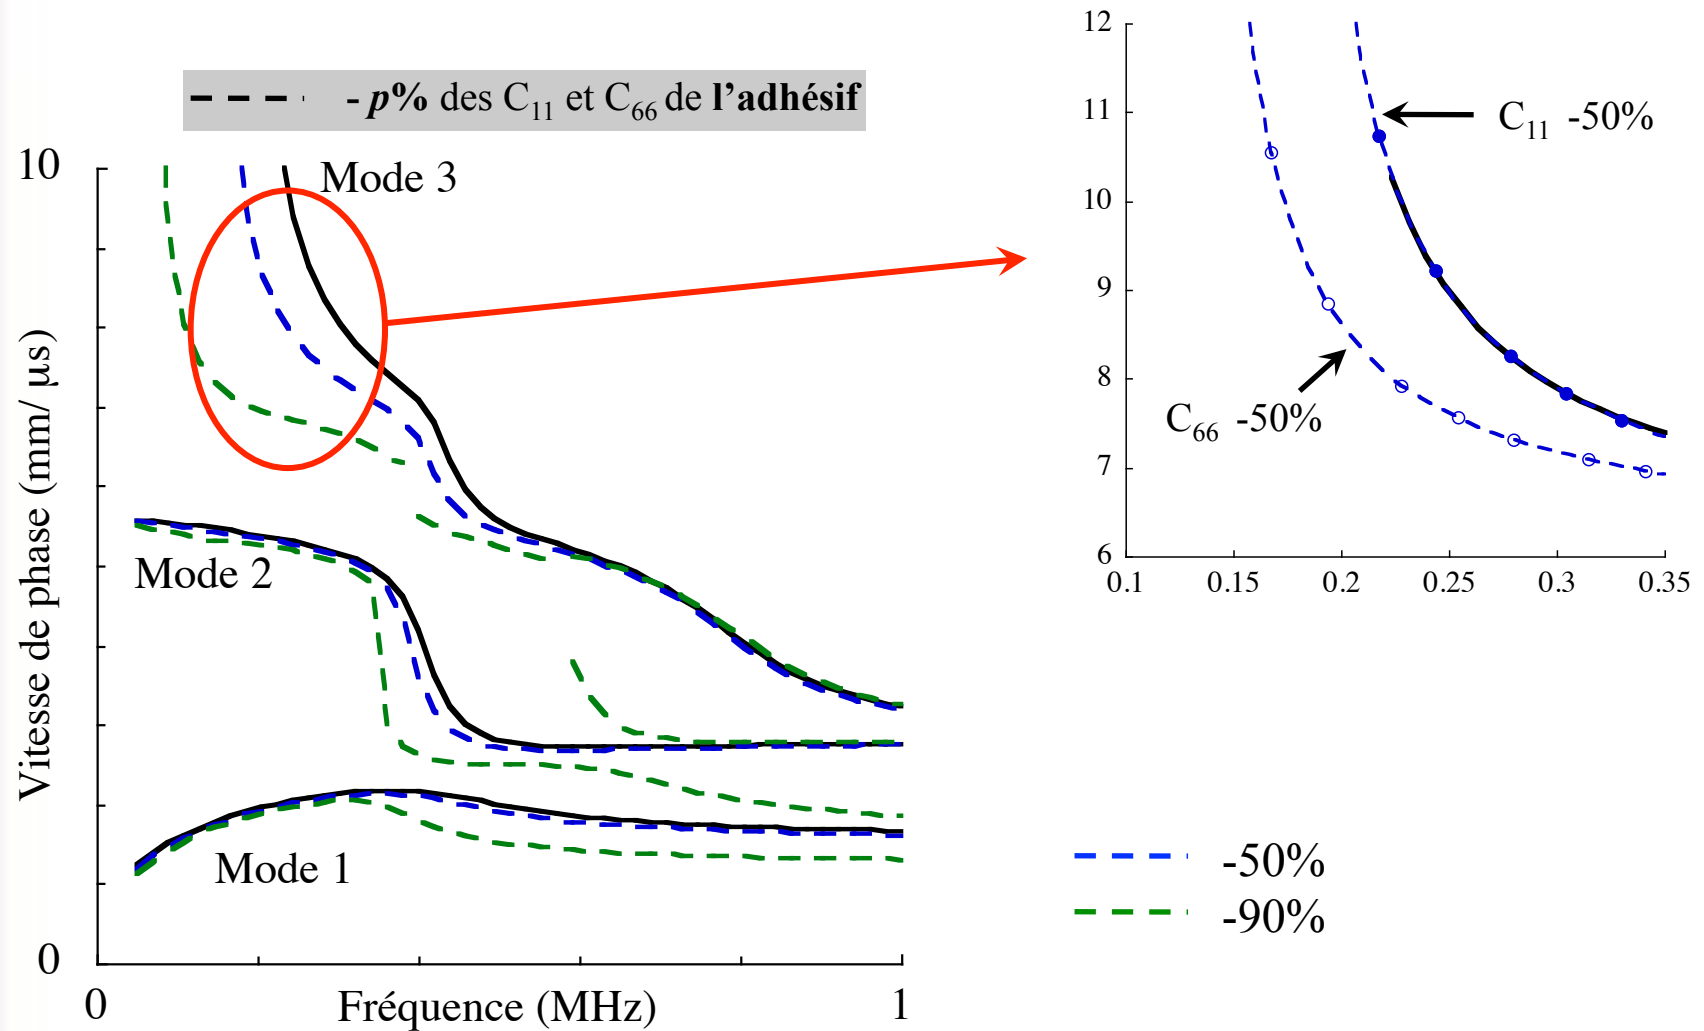 - p% des C11 et C66 de l'adhésif
10
Mode 3
Vitesse de phase (mm/ µs)
Mode 2
Mode 1
0
0
Fréquence (MHz)
1
12
11
10
9
8
7
6
0.1
0.15
0.2
0.25
0.3
0.35
C11 -50%
C66 -50%
-50%
-90%